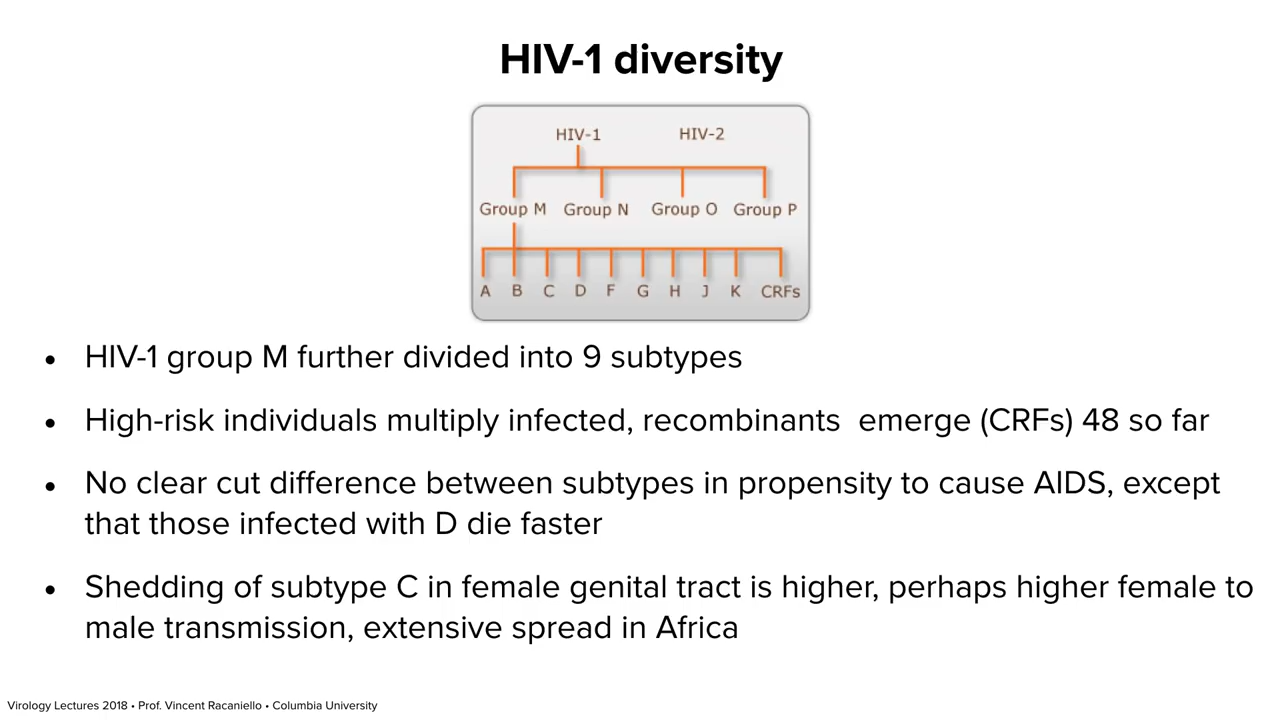 HIV-1 diversity
HIV-1 HIV-2
Group M Group N Group O Group P
A B C D F G H J K CRFs
• HIV-1 group M further divided into 9 subtypes
• High-risk individuals multiply infected, recombinants  emerge (CRFs) 48 so far
• No clear cut difference between subtypes in propensity to cause AIDS, except
that those infected with D die faster
• Shedding of subtype C in female genital tract is higher, perhaps higher female to
male transmission, extensive spread in Africa
Virology Lectures 2018 • Prof. Vincent Racaniello • Columbia University